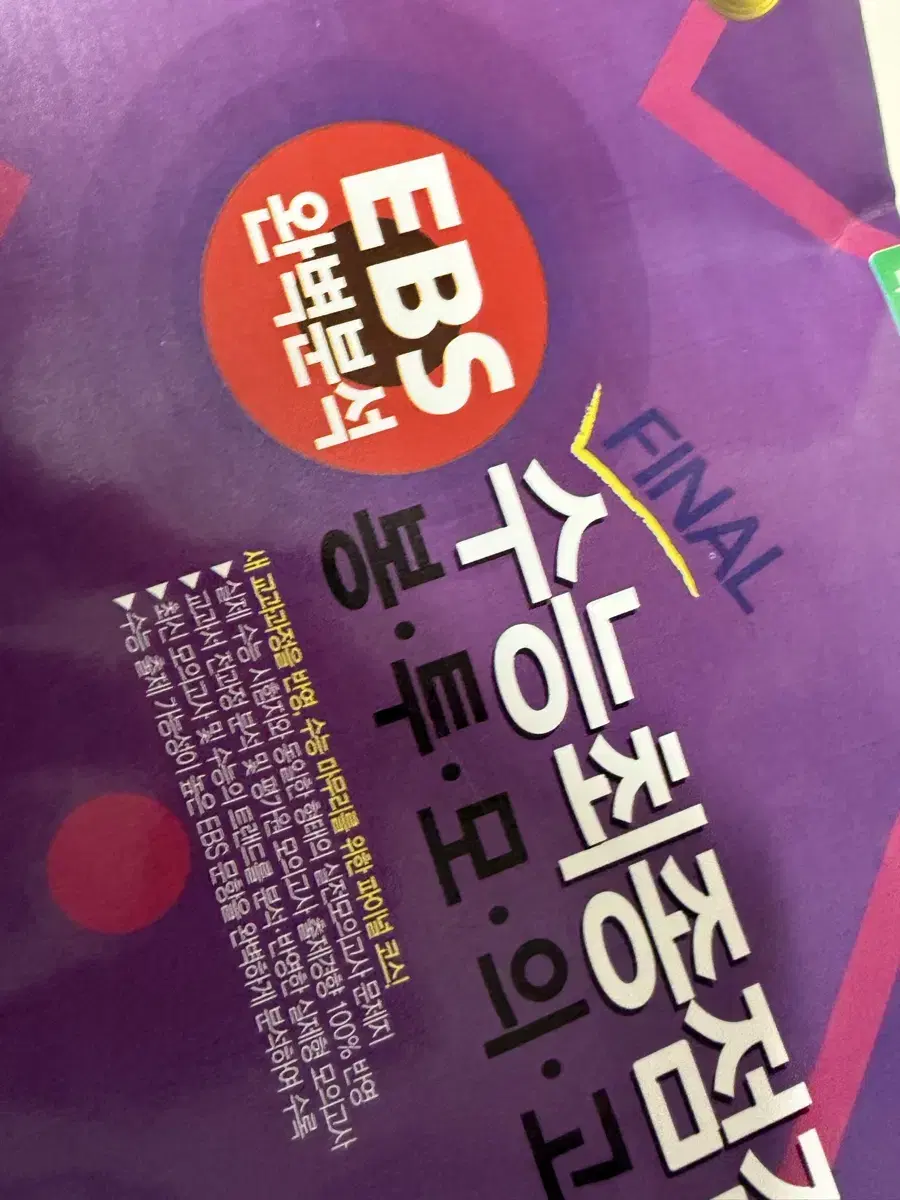 EBS
완벽분석
FINAL
수능최종점
봉·투·모·의·고
새 교과과정을 반영, 수능 마무리를 위한 파이널 코시
▶ 실제 수능 시험지와 동일한 형태의 실전모의고사 문제지
▶ 교과서 전과정 분석 및 평가원 모의고사 출제경향 100% 반영
▶ 최신 모의고사 및 수능의 트렌드를 분석 반영한 실제형 모의고사
▶ 수능 출제 가능성이 높은 EBS 문항을 완벽하게 분석하여 수록